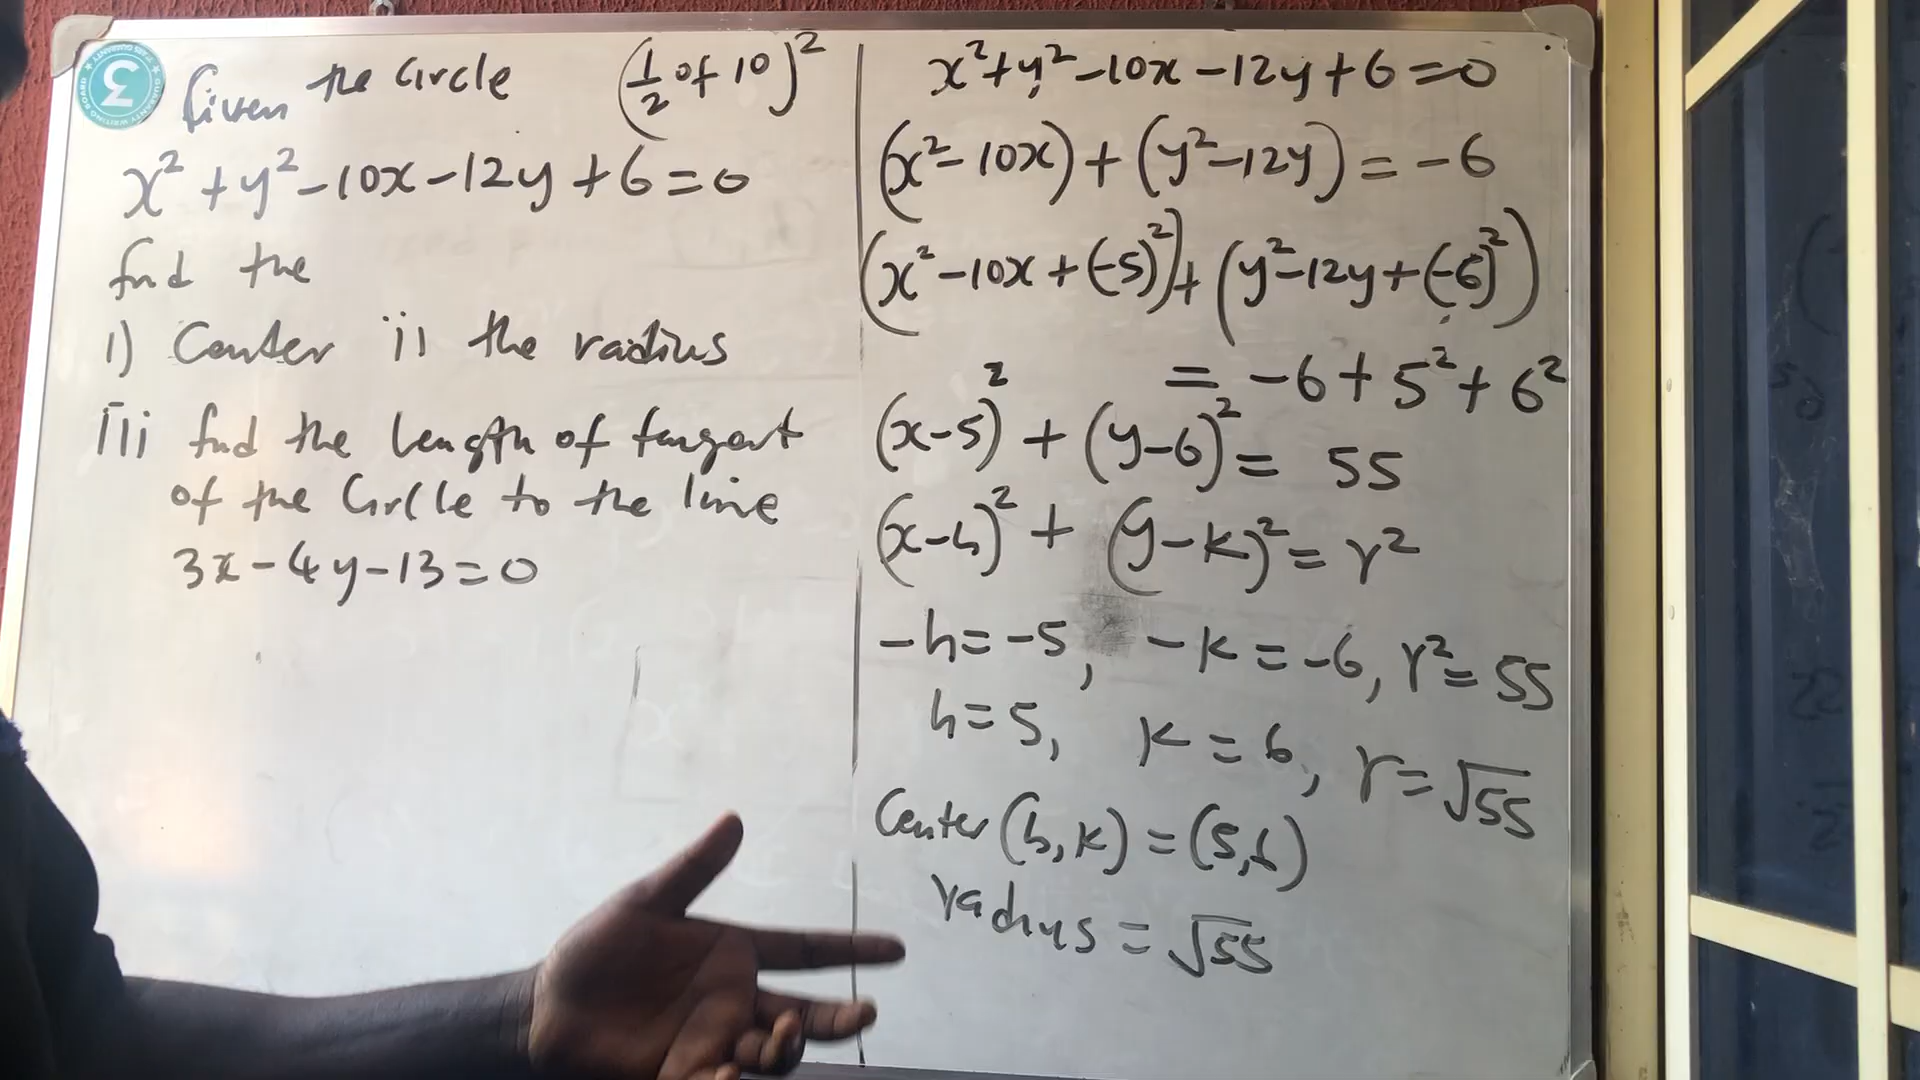 Given the Circle (1/2 of 10)²
x² + y² - 10x - 12y + 6 = 0
find the
i) Center ii the radius
iii find the length of tangent
of the Circle to the line
3x - 4y - 13 = 0
x² + y² - 10x - 12y + 6 = 0
(x² - 10x) + (y² - 12y) = -6
(x² - 10x + (-5)²) + (y² - 12y + (-6)²)
= -6 + 5² + 6²
(x - 5)² + (y - 6)² = 55
(x - h)² + (y - k)² = r²
-h = -5, -k = -6, r² = 55
h = 5, k = 6, r = √55
Center (h, k) = (5, 6)
radius = √55